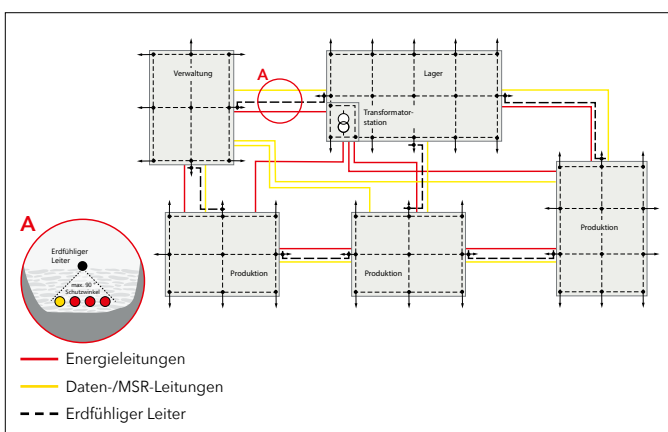 Verwaltung
A
Lager
Transformator-
station
A
Erdfühliger
Leiter
max. 90°
Schutzwinkel
Produktion
Produktion
Produktion
Energieleitungen
Daten-/MSR-Leitungen
Erdfühliger Leiter